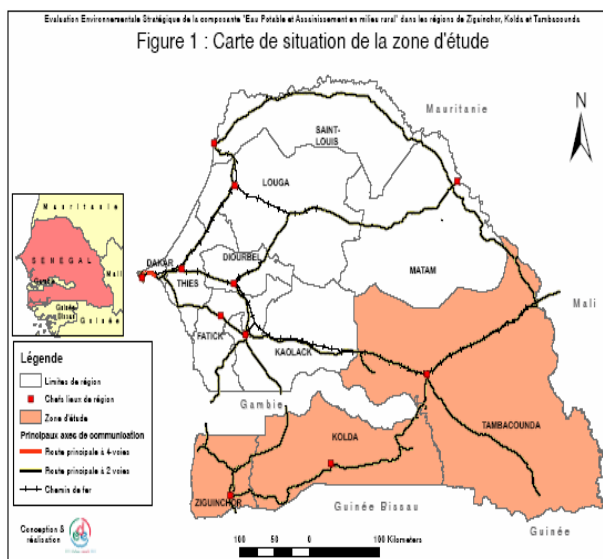 Evaluation Environnementale Stratégique de la composante "Eau Potable et Assainissement en milieu rural" dans les régions de Ziguinchor, Kolda et Tambacounda
Figure 1 : Carte de situation de la zone d'étude
Mauritanie
N
SAINT-
LOUIS
LOUGA
Mauritanie
SENEGAL
Mali
Gambie
Guinée
Bissau
Guinée
DAKAR
THIES
DIOURBEL
MATAM
Mali
FATICK
KAOLACK
Gambie
TAMBACOUNDA
KOLDA
ZIGUINCHOR
Guinée Bissau
Guinée
Légende
Limites de région
Chefs lieux de région
Zone d'étude
Principaux axes de communication
Route principale à 4 voies
Route principale à 2 voies
Chemin de fer
Conception &
réalisation
100 0 100 Kilometers